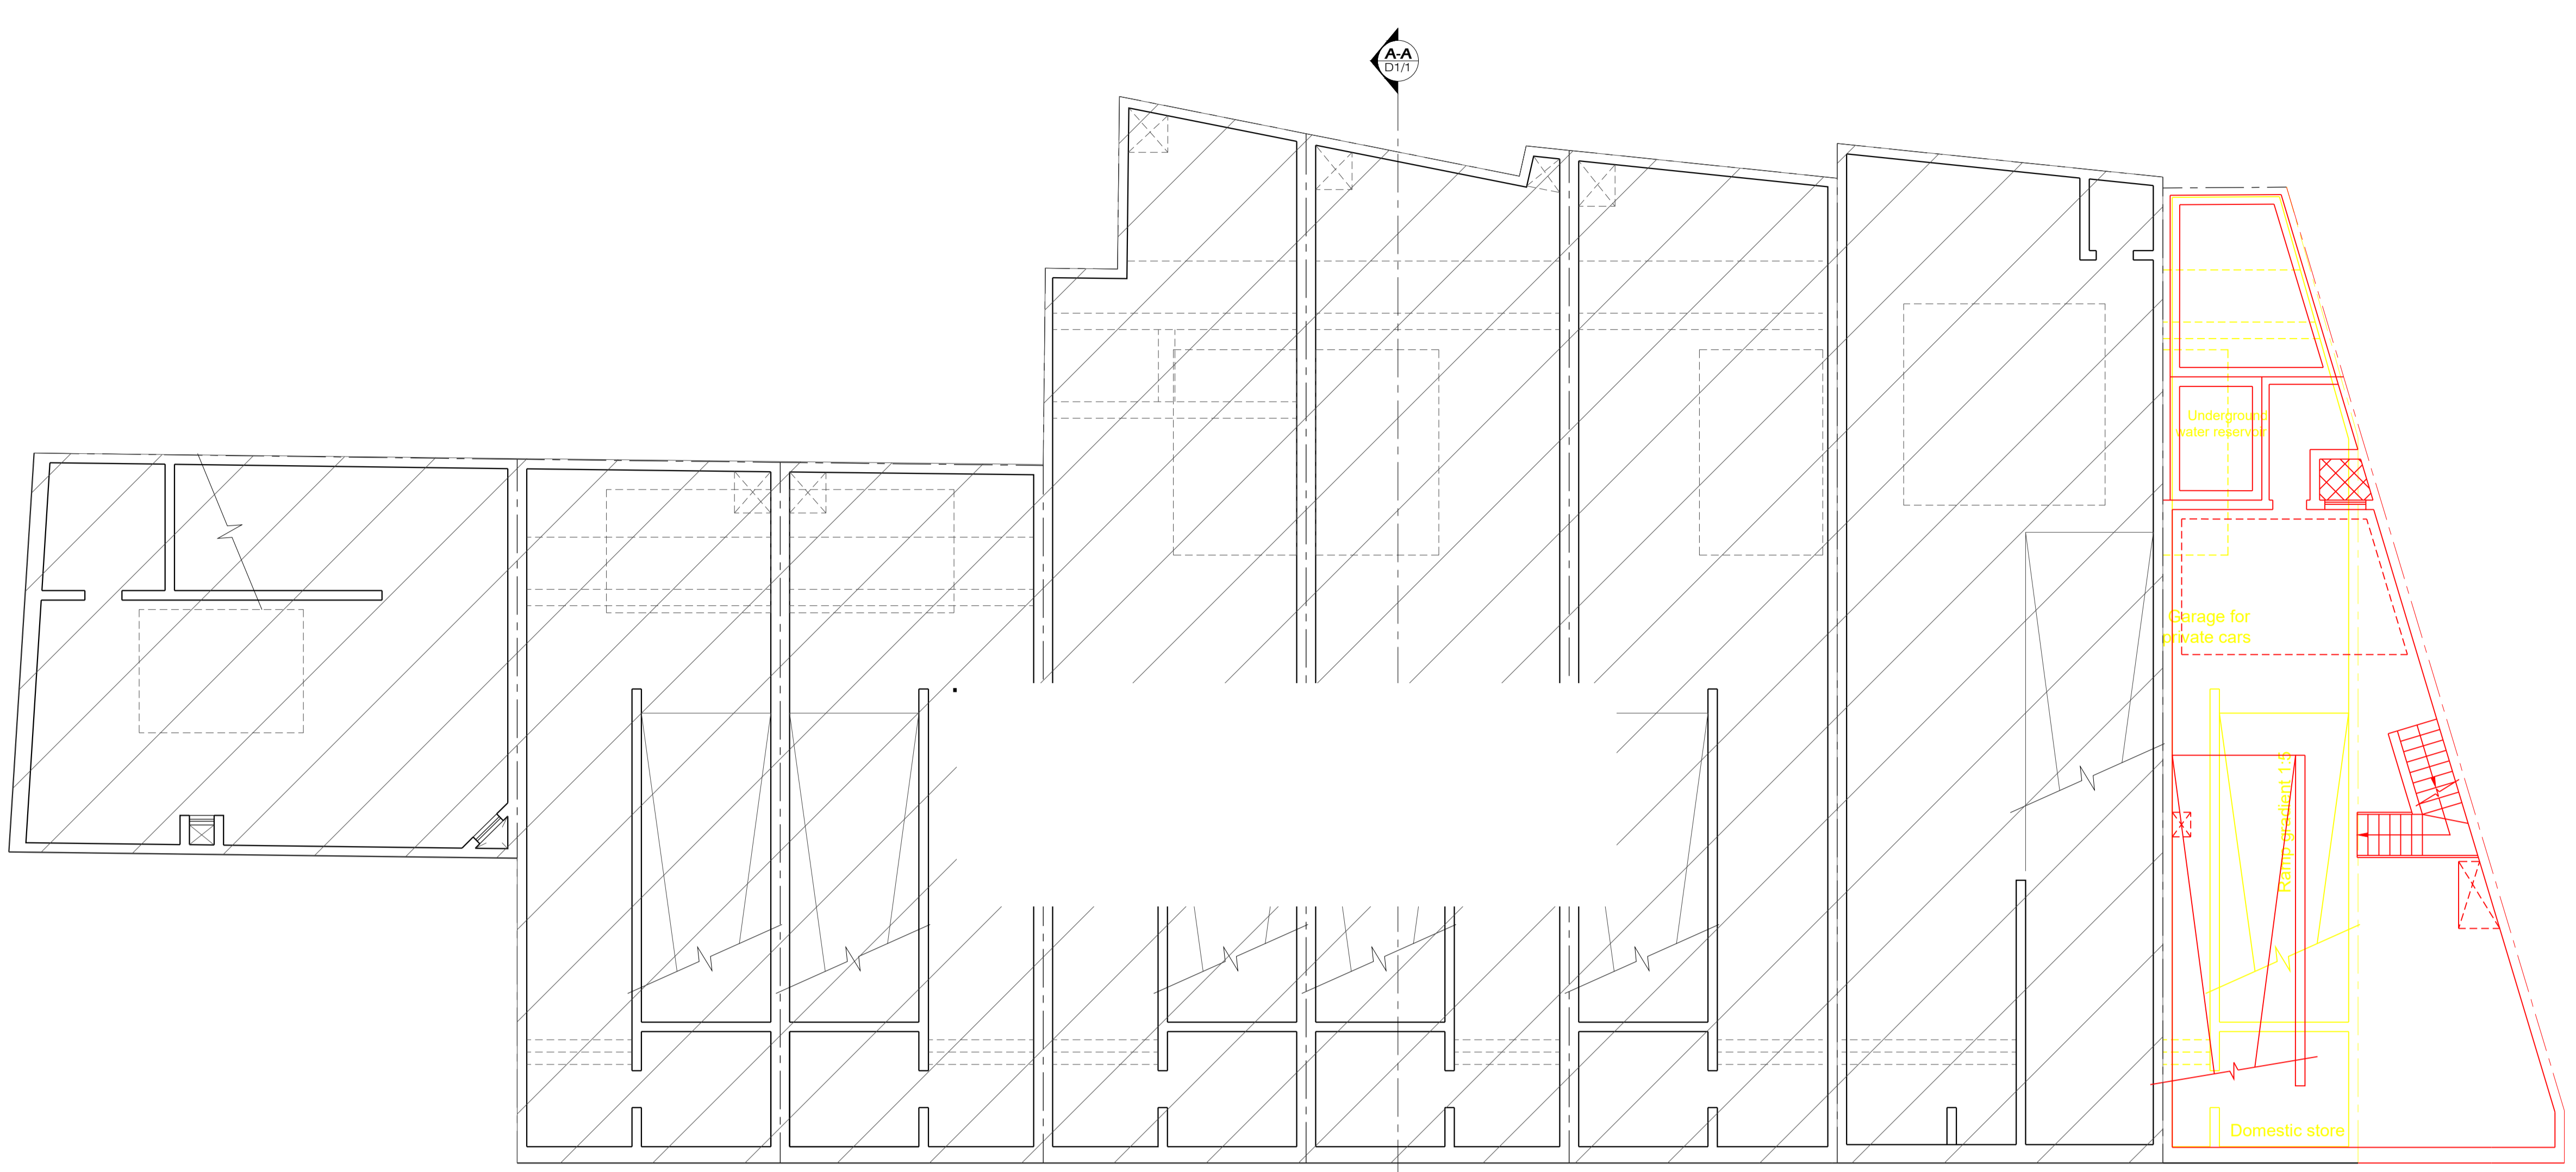 A-A
D1/1
Underground
water reservoir
Garage for
private cars
Ramp gradient 1:5
Domestic store